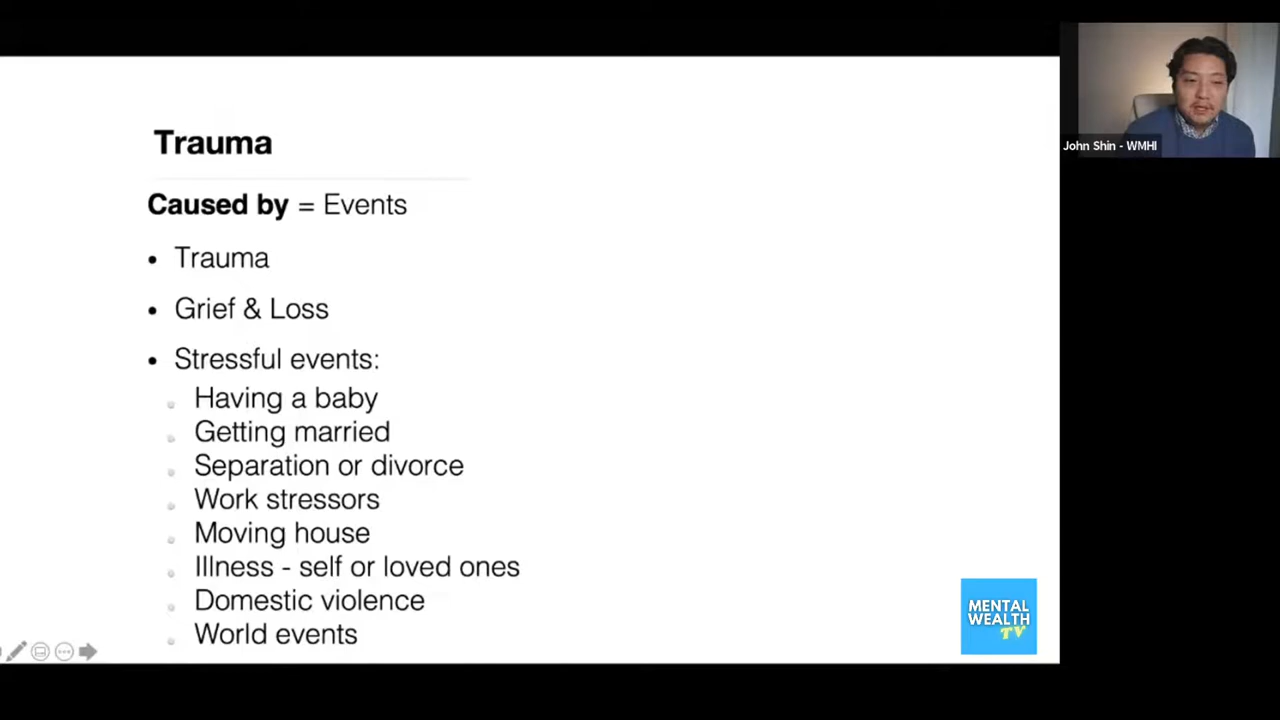 Trauma
Caused by = Events
• Trauma
• Grief & Loss
• Stressful events:
Having a baby
Getting married
Separation or divorce
Work stressors
Moving house
Illness - self or loved ones
Domestic violence
World events
MENTAL
WEALTH
TV
John Shin - WMHI